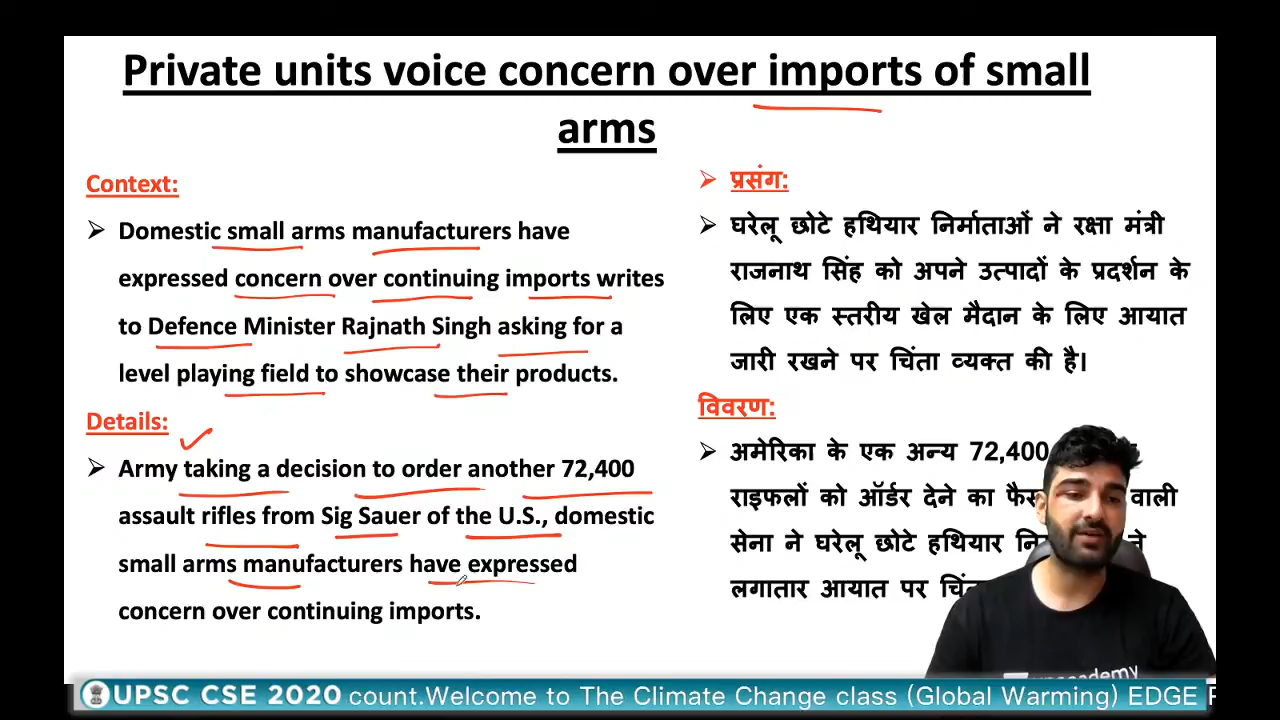 Private units voice concern over imports of small
arms
Context:
➢ Domestic small arms manufacturers have
expressed concern over continuing imports writes
to Defence Minister Rajnath Singh asking for a
level playing field to showcase their products.
Details:
➢ Army taking a decision to order another 72,400
assault rifles from Sig Sauer of the U.S., domestic
small arms manufacturers have expressed
concern over continuing imports.
➢ प्रसंग:
➢ घरेलू छोटे हथियार निर्माताओं ने रक्षा मंत्री
राजनाथ सिंह को अपने उत्पादों के प्रदर्शन के
लिए एक स्तरीय खेल मैदान के लिए आयात
जारी रखने पर चिंता व्यक्त की है।
विवरण:
➢ अमेरिका के एक अन्य 72,400
राइफलों को ऑर्डर देने का वाली
सेना ने घरेलू छोटे हथियार ने
लगातार आयात पर
UPSC CSE 2020 count.Welcome to The Climate Change class (Global Warming) EDGE